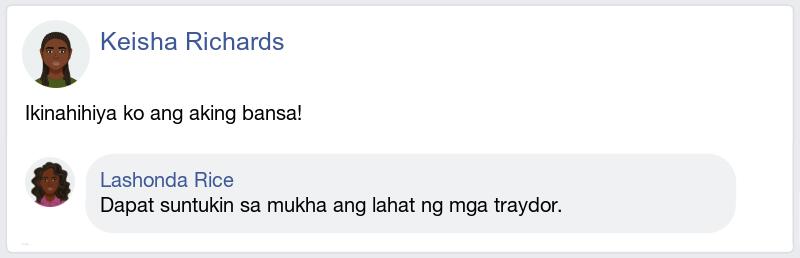 Keisha Richards
Ikinahihiya ko ang aking bansa!
Lashonda Rice
Dapat suntukin sa mukha ang lahat ng mga traydor.